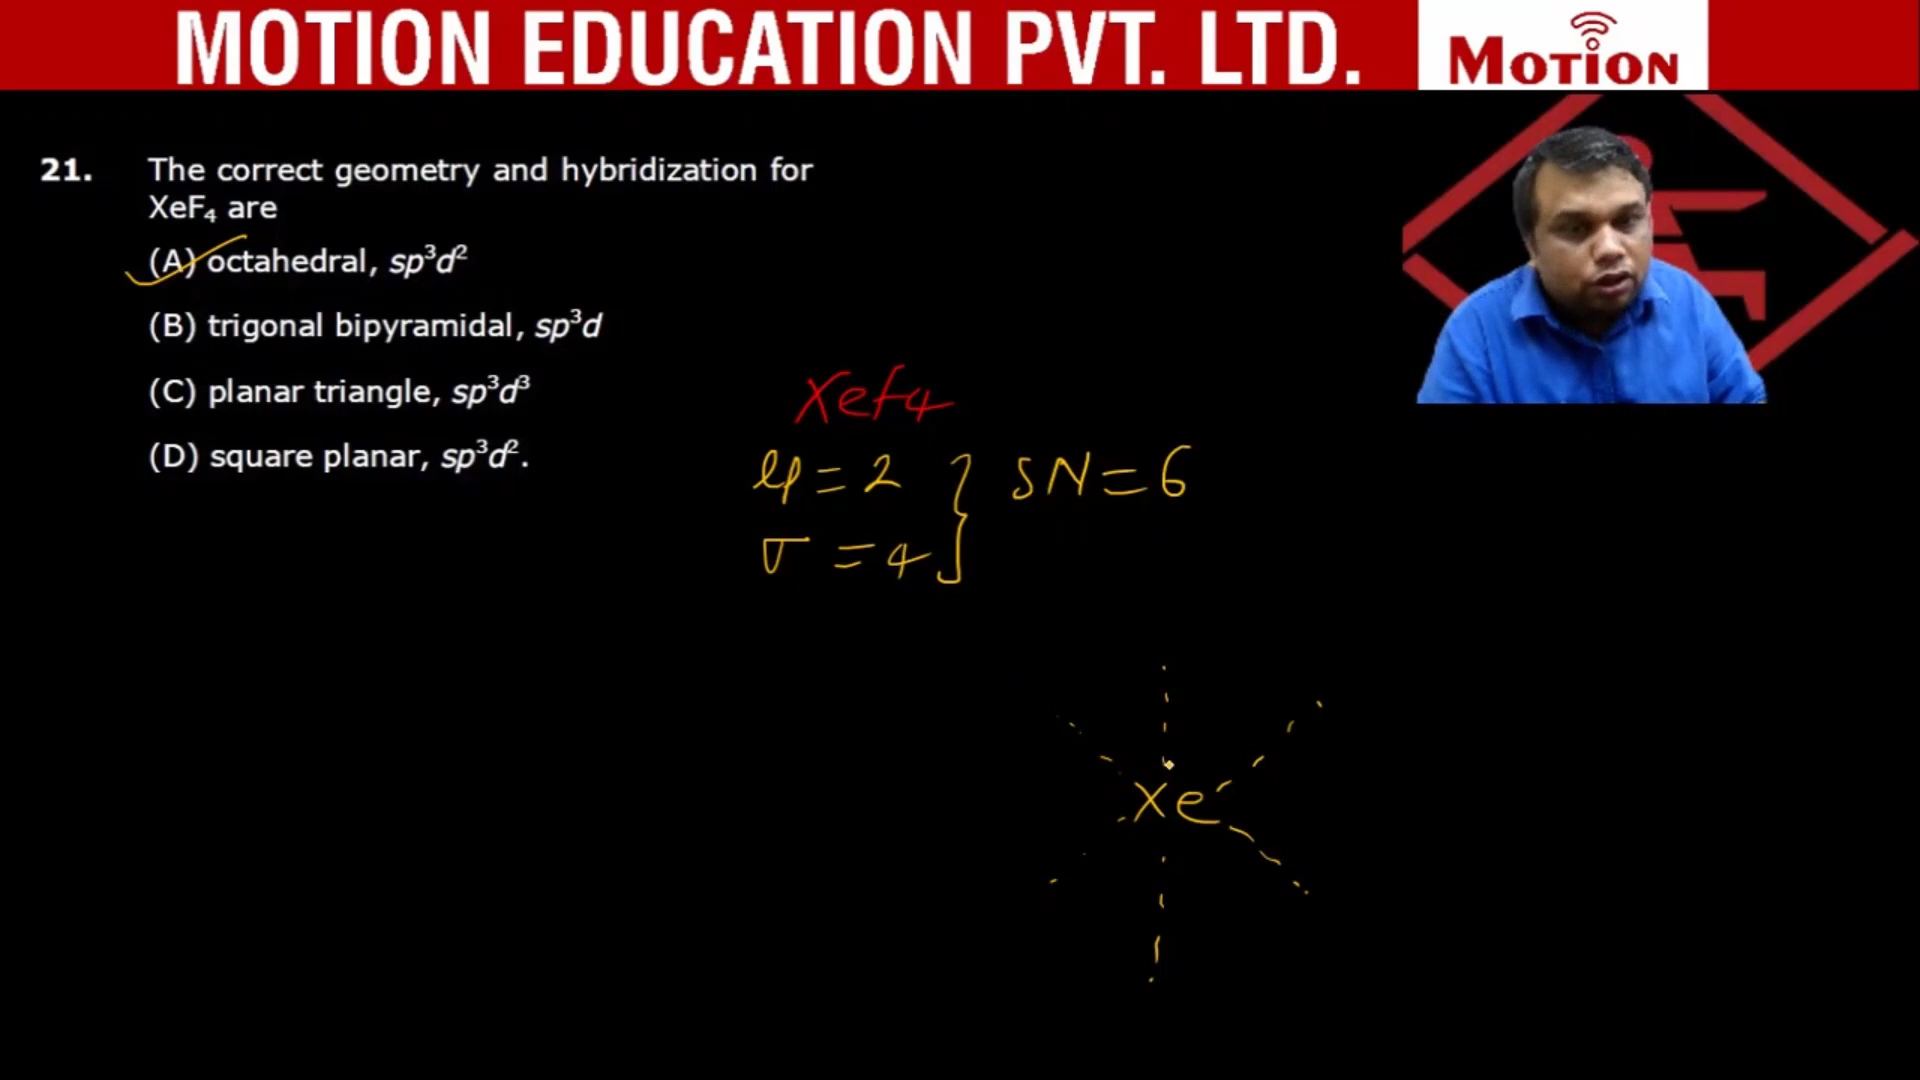 MOTION EDUCATION PVT. LTD.
MOTION
21. The correct geometry and hybridization for
XeF₄ are
(A) octahedral, sp³d²
(B) trigonal bipyramidal, sp³d
(C) planar triangle, sp³d³
(D) square planar, sp³d².
XeF4
lp = 2 } SN = 6
σ = 4
Xe